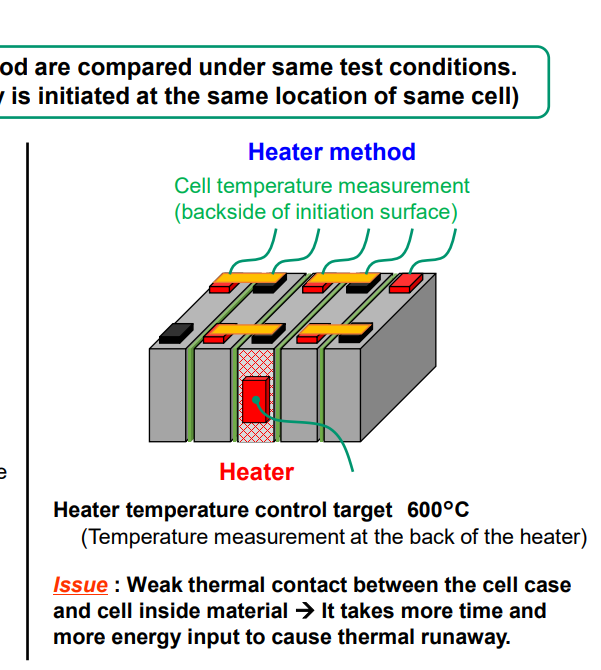 od are compared under same test conditions.
is initiated at the same location of same cell)
Heater method
Cell temperature measurement
(backside of initiation surface)
Heater
e
Heater temperature control target 600°C
(Temperature measurement at the back of the heater)
Issue : Weak thermal contact between the cell case
and cell inside material → It takes more time and
more energy input to cause thermal runaway.